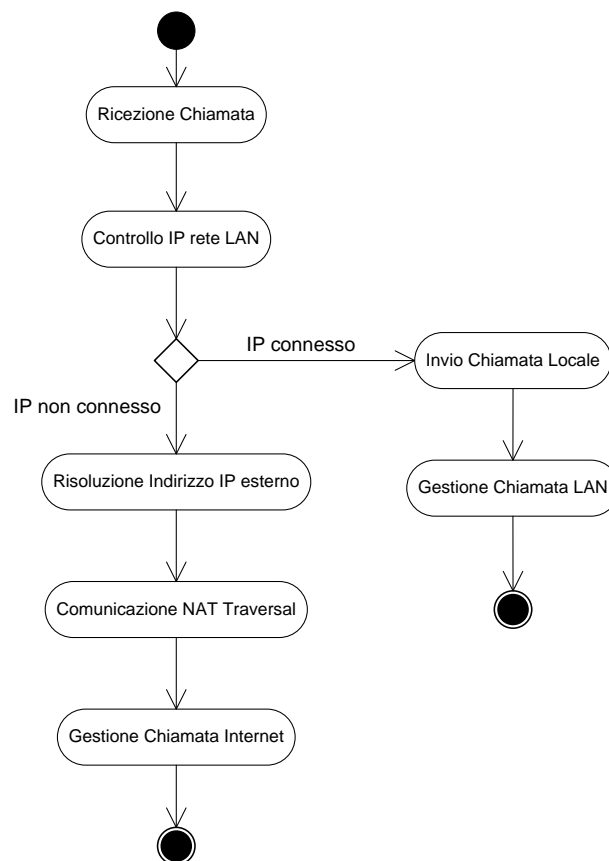 Ricezione Chiamata
Controllo IP rete LAN
IP connesso
Invio Chiamata Locale
IP non connesso
Risoluzione Indirizzo IP esterno
Gestione Chiamata LAN
Comunicazione NAT Traversal
Gestione Chiamata Internet